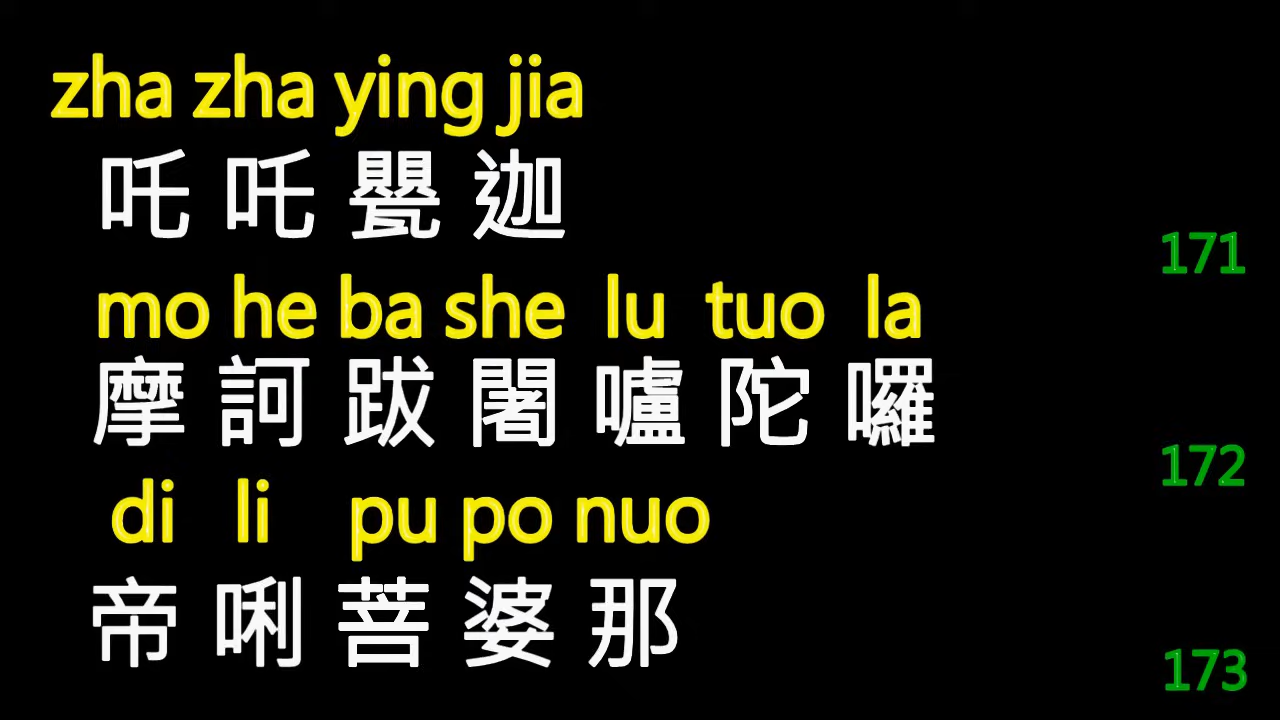 zha zha ying jia
吒 吒 甖 迦
171
mo he ba she lu tuo la
摩 訶 跋 闍 嚧 陀 囉
172
di li pu po nuo
帝 唎 菩 婆 那
173